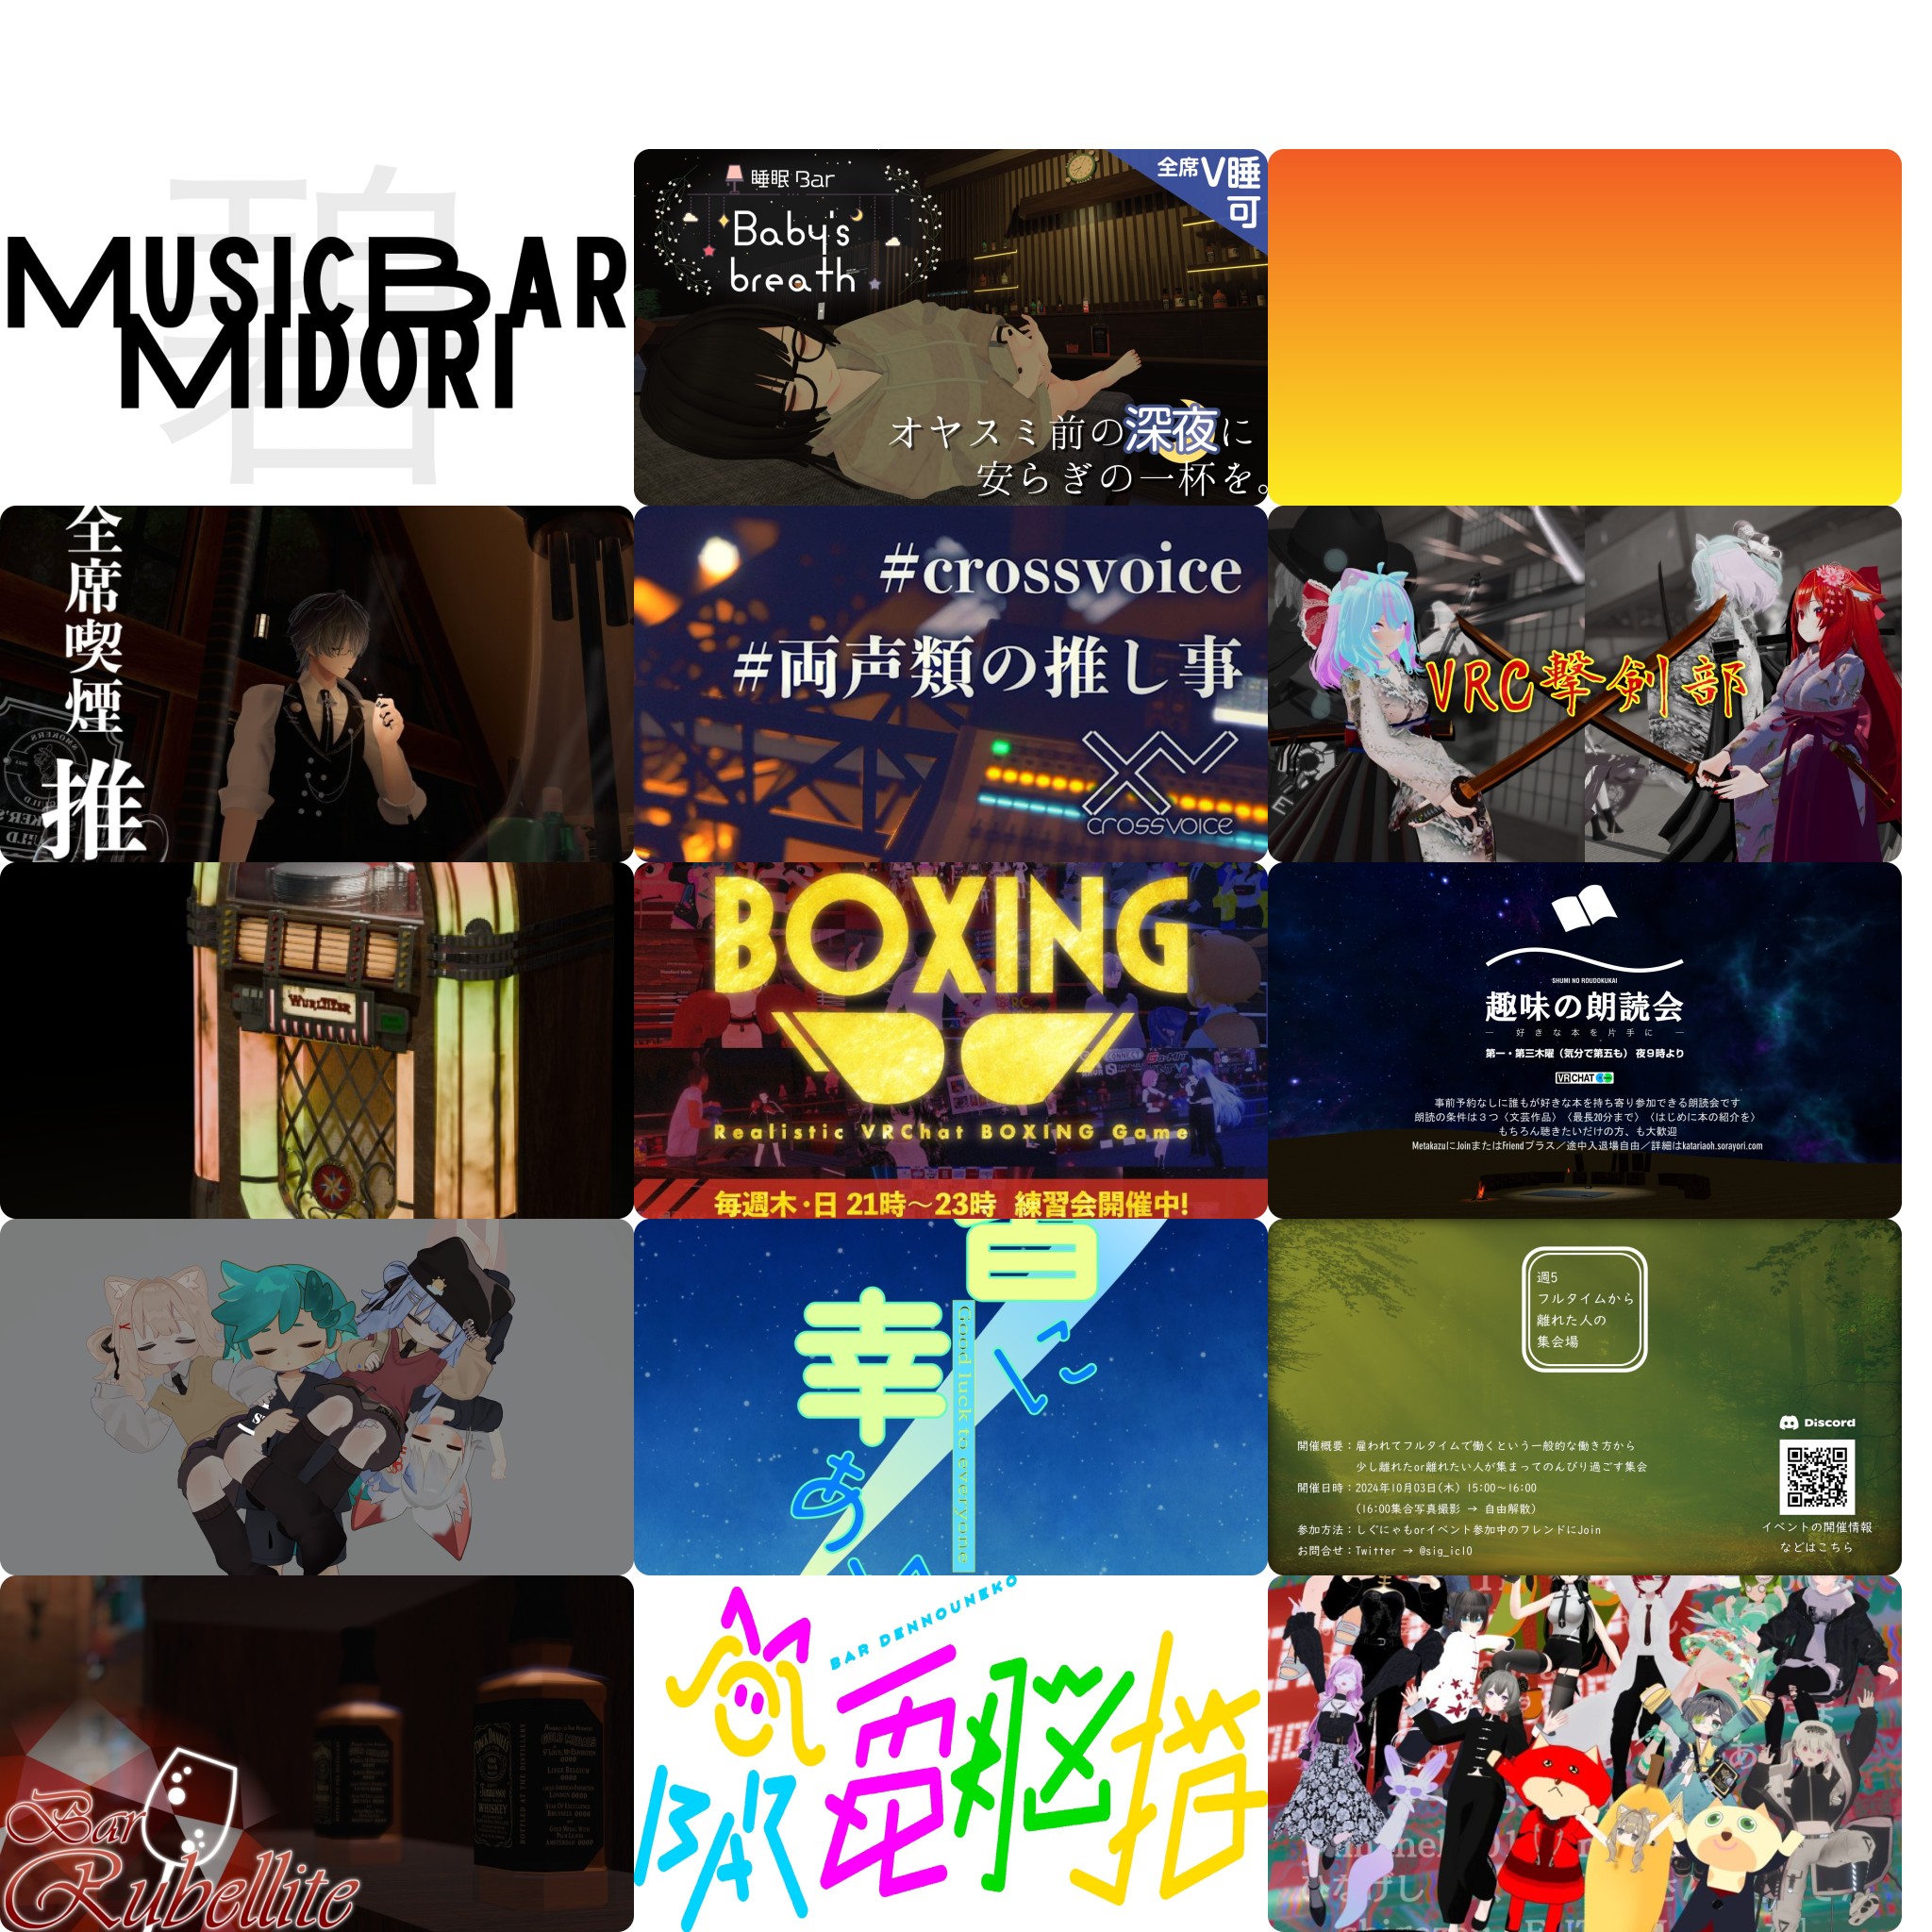 碧
MUSICBAR
MIDORI
睡眠Bar
Baby's
breath
全席V睡
可
オヤスミ前の深夜に
安らぎの一杯を。
全席喫煙
推
#crossvoice
#両声類の推し事
crossvoice
VRC撃剣部
WURLITZER
BOXING
Realistic VRChat BOXING Game
毎週木・日 21時〜23時 練習会開催中!
SHUMI NO ROUDOKUKAI
趣味の朗読会
好きな本を片手に
第一・第三木曜（気分で第五も）夜9時より
VRCHAT
事前予約なしに誰もが好きな本を持ち寄り参加できる朗読会です
朗読の条件は３つ〈文芸作品〉〈最長20分まで〉〈はじめに本の紹介を〉
もちろん聴きたいだけの方、も大歓迎
MetakazuにJoinまたはFriendプラス／途中入退場自由／詳細はkatariaoh.sorayori.com
幸あ
Good luck to everyone
に
週5
フルタイムから
離れた人の
集会場
開催概要：雇われてフルタイムで働くという一般的な働き方から
少し離れたor離れたい人が集まってのんびり過ごす集会
開催日時：2024年10月03日(木) 15:00〜16:00
(16:00集合写真撮影 → 自由解散)
参加方法：しぐにゃもorイベント参加中のフレンドにJoin
お問合せ：Twitter → @sig_icl0
Discord
イベントの開催情報
などはこちら
Bar
Rubellite
BAR DENNOUNEKO
BAR 電脳猫